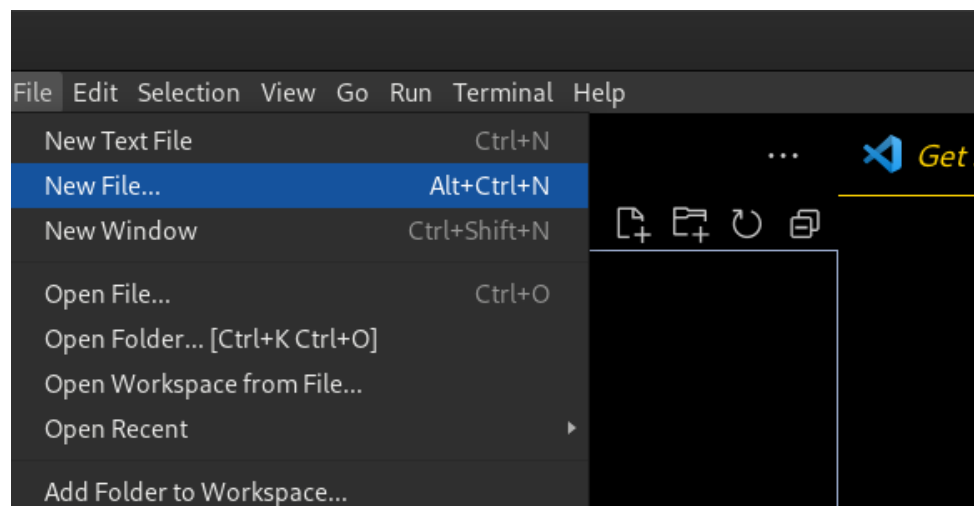 File Edit Selection View Go Run Terminal Help
New Text File Ctrl+N
New File... Alt+Ctrl+N
New Window Ctrl+Shift+N
Open File... Ctrl+O
Open Folder... [Ctrl+K Ctrl+O]
Open Workspace from File...
Open Recent
Add Folder to Workspace...
... Get